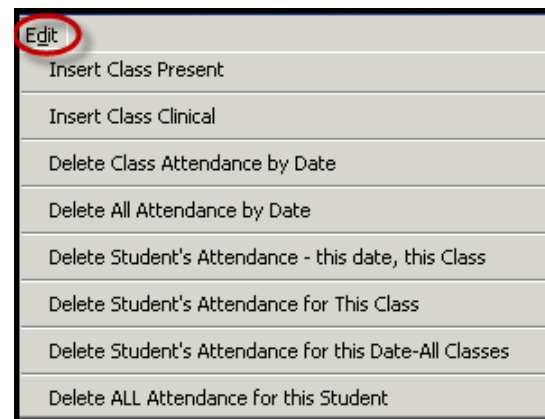 Edit
Insert Class Present
Insert Class Clinical
Delete Class Attendance by Date
Delete All Attendance by Date
Delete Student's Attendance - this date, this Class
Delete Student's Attendance for This Class
Delete Student's Attendance for this Date-All Classes
Delete ALL Attendance for this Student